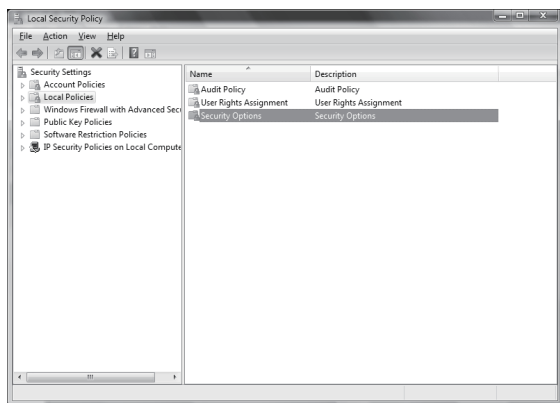 Local Security Policy
File Action View Help
Security Settings
Account Policies
Local Policies
Windows Firewall with Advanced Secu
Public Key Policies
Software Restriction Policies
IP Security Policies on Local Compute
Name Description
Audit Policy Audit Policy
User Rights Assignment User Rights Assignment
Security Options Security Options